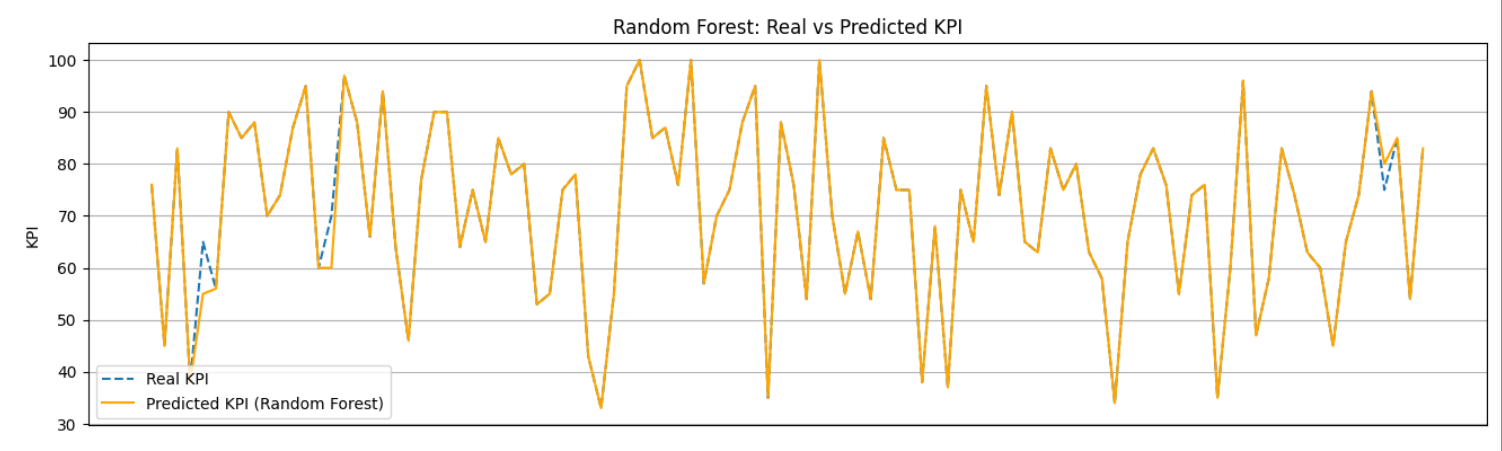 Random Forest: Real vs Predicted KPI
100
90
80
70
60
50
40
30
KPI
Real KPI
Predicted KPI (Random Forest)